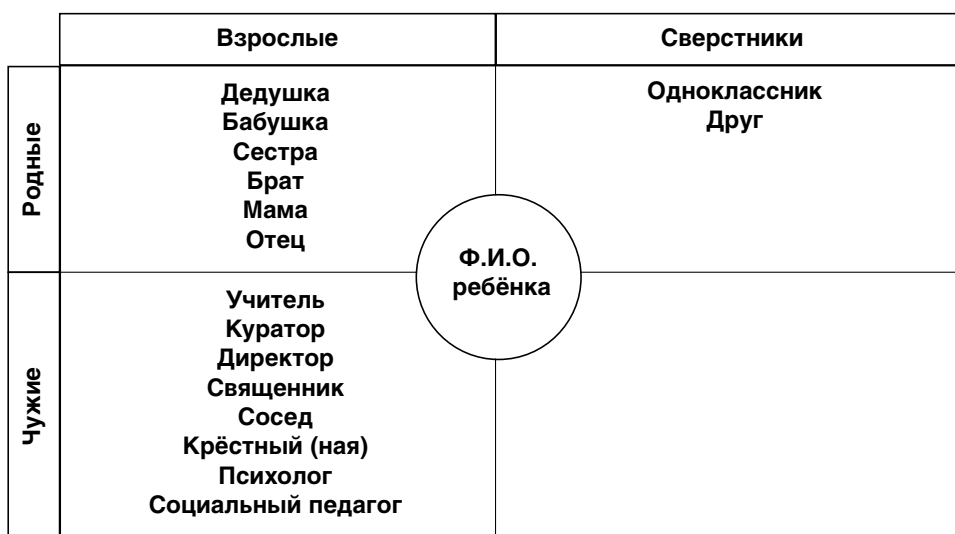 Взрослые
Сверстники
Родные
Дедушка
Бабушка
Сестра
Брат
Мама
Отец
Одноклассник
Друг
Ф.И.О.
ребёнка
Чужие
Учитель
Куратор
Директор
Священник
Сосед
Крёстный (ная)
Психолог
Социальный педагог